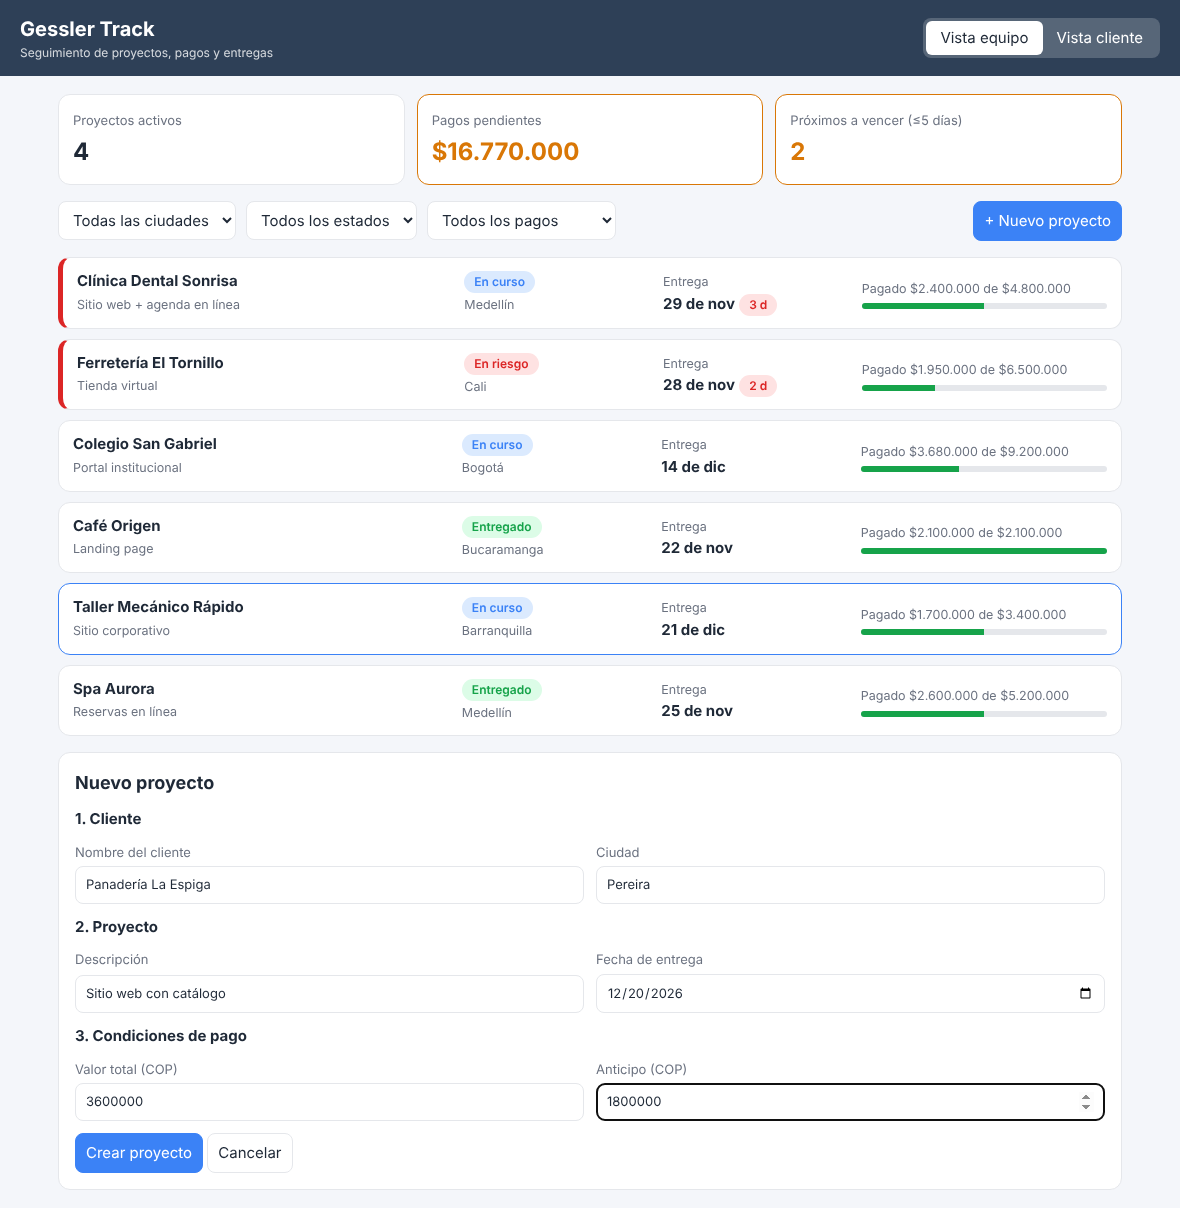 Gessler Track
Seguimiento de proyectos, pagos y entregas
Vista equipo
Vista cliente
Proyectos activos
4
Pagos pendientes
$16.770.000
Próximos a vencer (≤5 días)
2
Todas las ciudades
Todos los estados
Todos los pagos
+ Nuevo proyecto
Clínica Dental Sonrisa
Sitio web + agenda en línea
En curso
Medellín
Entrega
29 de nov 3 d
Pagado $2.400.000 de $4.800.000
Ferretería El Tornillo
Tienda virtual
En riesgo
Cali
Entrega
28 de nov 2 d
Pagado $1.950.000 de $6.500.000
Colegio San Gabriel
Portal institucional
En curso
Bogotá
Entrega
14 de dic
Pagado $3.680.000 de $9.200.000
Café Origen
Landing page
Entregado
Bucaramanga
Entrega
22 de nov
Pagado $2.100.000 de $2.100.000
Taller Mecánico Rápido
Sitio corporativo
En curso
Barranquilla
Entrega
21 de dic
Pagado $1.700.000 de $3.400.000
Spa Aurora
Reservas en línea
Entregado
Medellín
Entrega
25 de nov
Pagado $2.600.000 de $5.200.000
Nuevo proyecto
1. Cliente
Nombre del cliente
Panadería La Espiga
Ciudad
Pereira
2. Proyecto
Descripción
Sitio web con catálogo
Fecha de entrega
12/20/2026
3. Condiciones de pago
Valor total (COP)
3600000
Anticipo (COP)
1800000
Crear proyecto
Cancelar